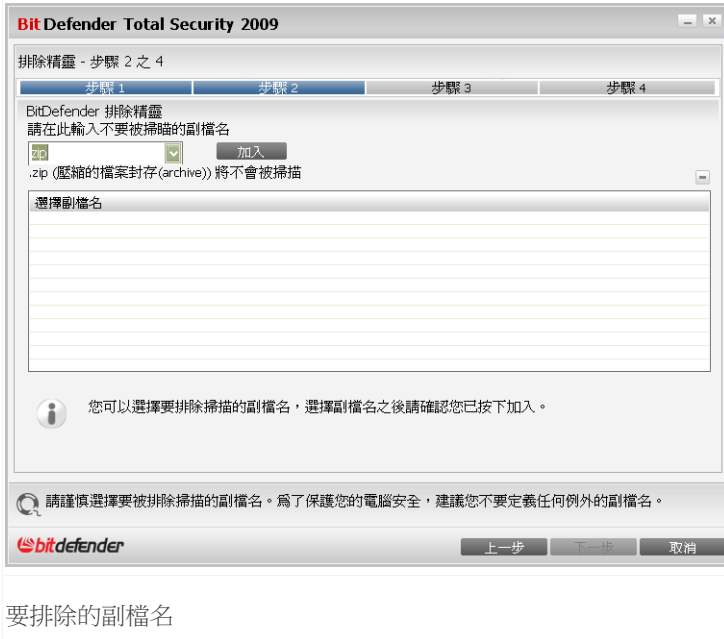 BitDefender Total Security 2009
排除精靈 - 步驟 2 之 4
步驟 1 步驟 2 步驟 3 步驟 4
BitDefender 排除精靈
請在此輸入不要被掃瞄的副檔名
zip 加入
.zip (壓縮的檔案封存(archive)) 將不會被掃描
選擇副檔名
您可以選擇要排除掃描的副檔名，選擇副檔名之後請確認您已按下加入。
請謹慎選擇要被排除掃描的副檔名。為了保護您的電腦安全，建議您不要定義任何例外的副檔名。
bitdefender 上一步 下一步 取消
要排除的副檔名